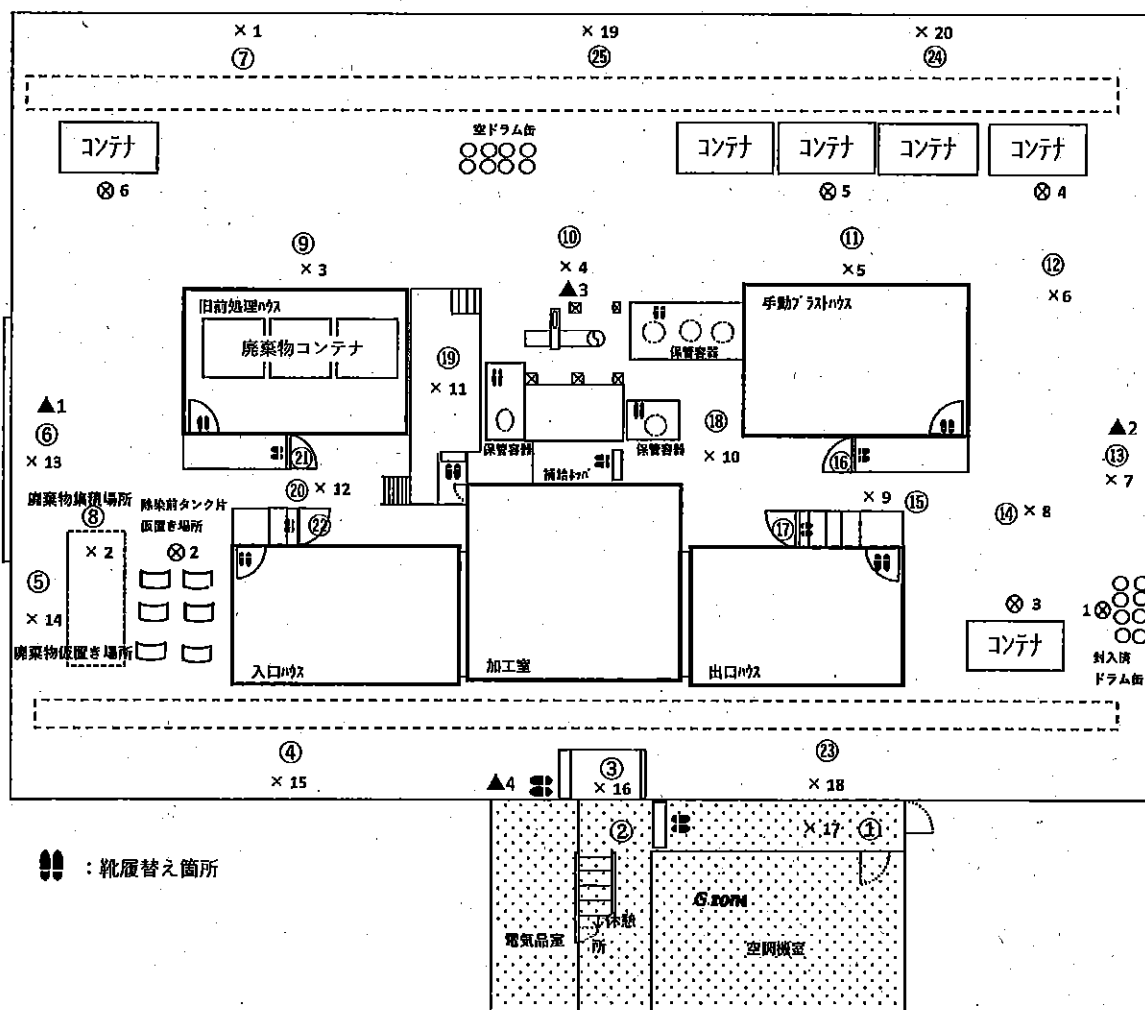 × 1
× 19
× 20
⑦
㉕
㉔
コンテナ
空ドラム缶
コンテナ
コンテナ
コンテナ
コンテナ
⊗ 6
⊗ 5
⊗ 4
⑨
⑩
⑪
⑫
× 3
× 4
× 5
× 6
▲3
旧前処理ハウス
手動ブラストハウス
廃棄物コンテナ
保管容器
⑲
× 11
▲1
⑥
× 13
⑱
× 10
▲2
⑬
× 7
保管容器
保管容器
補給ホッパ
㉑
⑯
⑳ × 12
× 9 ⑮
⑭ × 8
廃棄物集積場所
⑧
除染前タンク片
仮置き場所
㉒
⑰
× 2
⊗ 2
⑤
× 14
廃棄物仮置き場所
⊗ 3
1 ⊗
コンテナ
封入済
ドラム缶
入口ハウス
加工室
出口ハウス
④
× 15
▲4
③
× 16
㉓
× 18
②
× 17 ①
:靴履替え箇所
G zone
休憩
所
電気品室
空調機室